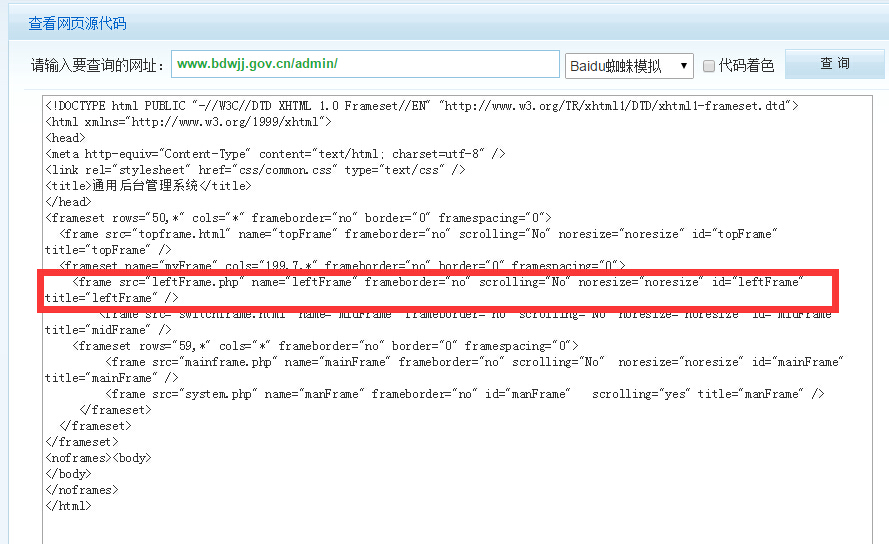 查看网页源代码
请输入要查询的网址： www.bdwjj.gov.cn/admin/ Baidu蜘蛛模拟 ▼ 代码着色 查 询
<!DOCTYPE html PUBLIC "-//W3C//DTD XHTML 1.0 Frameset//EN" "http://www.w3.org/TR/xhtml1/DTD/xhtml1-frameset.dtd">
<html xmlns="http://www.w3.org/1999/xhtml">
<head>
<meta http-equiv="Content-Type" content="text/html; charset=utf-8" />
<link rel="stylesheet" href="css/common.css" type="text/css" />
<title>通用后台管理系统</title>
</head>
<frameset rows="50,*" cols="*" frameborder="no" border="0" framespacing="0">
<frame src="topframe.html" name="topFrame" frameborder="no" scrolling="No" noresize="noresize" id="topFrame"
title="topFrame" />
<frameset name="myFrame" cols="199,7,*" frameborder="no" border="0" framespacing="0">
<frame src="leftFrame.php" name="leftFrame" frameborder="no" scrolling="No" noresize="noresize" id="leftFrame"
title="leftFrame" />
<frame src="switchframe.html" name="midFrame" frameborder="no" scrolling="No" noresize="noresize" id="midFrame"
title="midFrame" />
<frameset rows="59,*" cols="*" frameborder="no" border="0" framespacing="0">
<frame src="mainframe.php" name="mainFrame" frameborder="no" scrolling="No" noresize="noresize" id="mainFrame"
title="mainFrame" />
<frame src="system.php" name="manFrame" frameborder="no" id="manFrame" scrolling="yes" title="manFrame" />
</frameset>
</frameset>
</frameset>
<noframes><body>
</body>
</noframes>
</html>